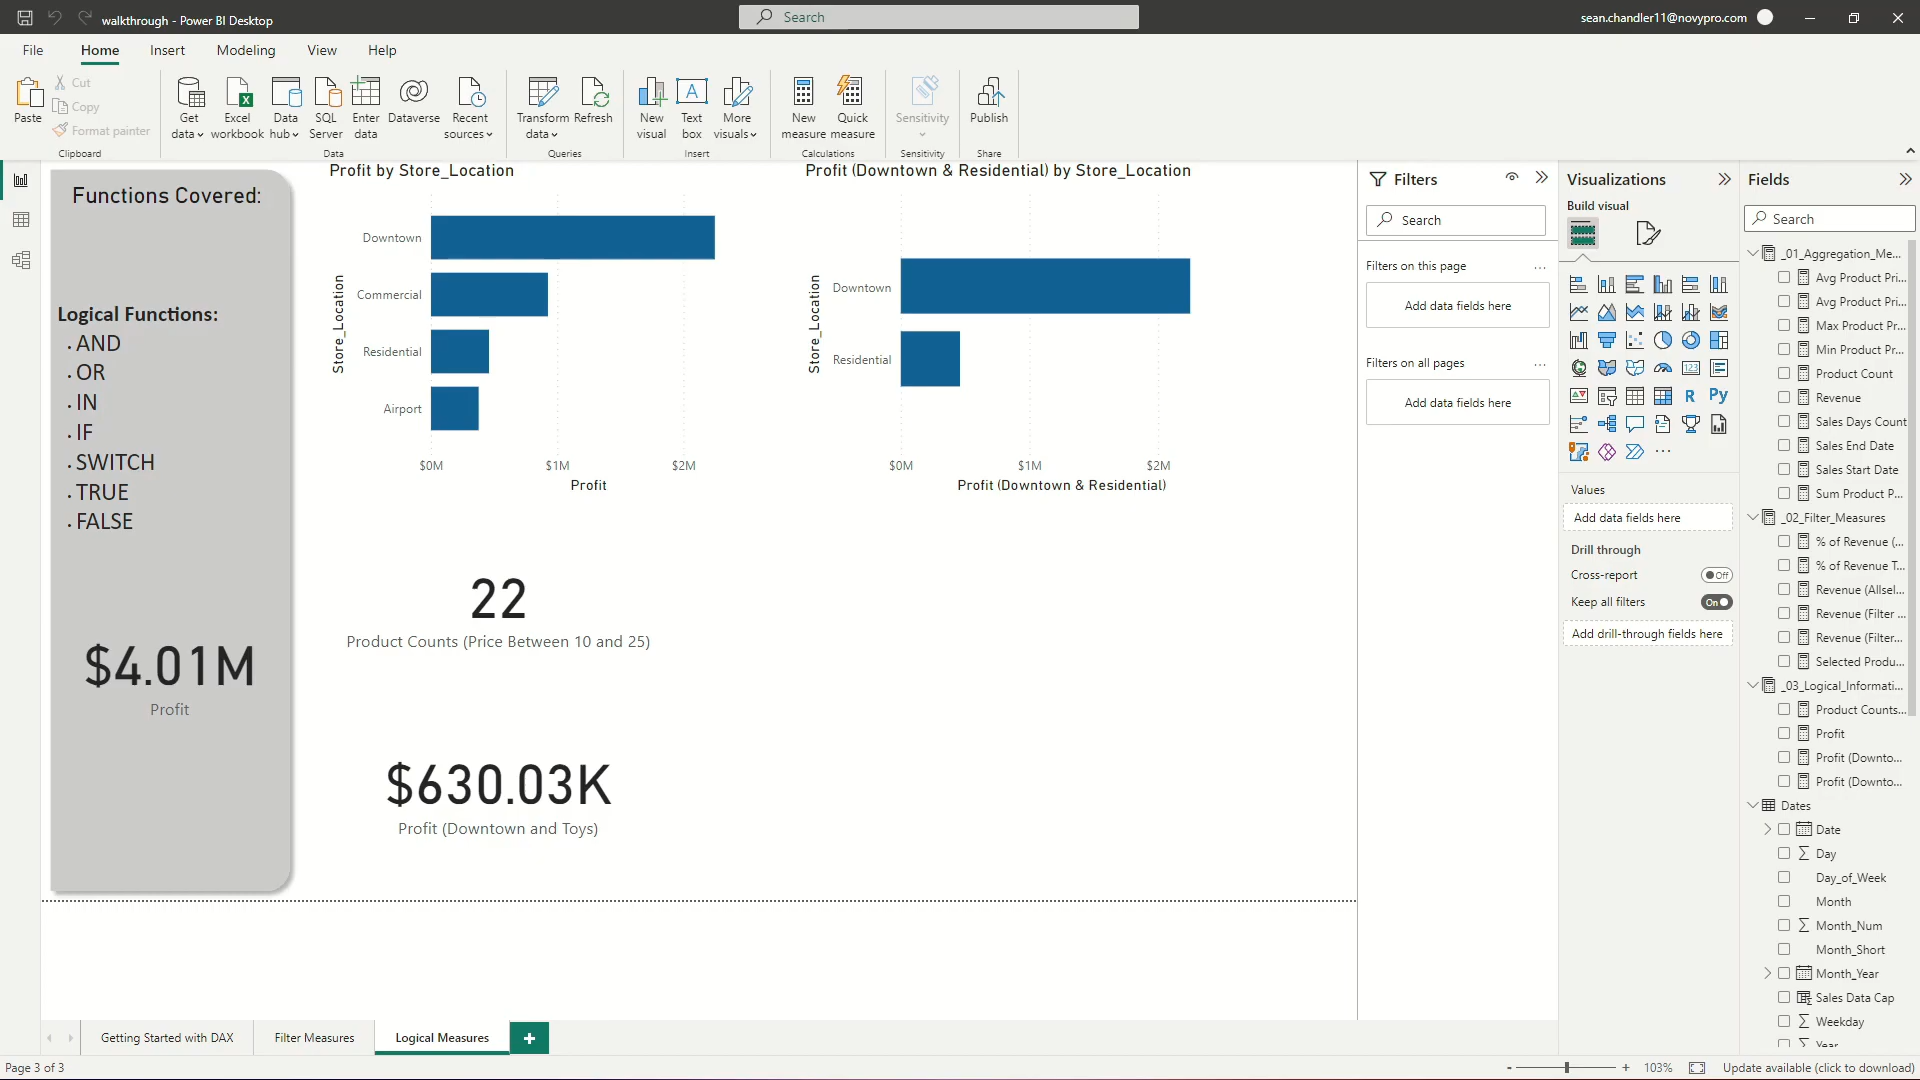 walkthrough - Power BI Desktop
Search
sean.chandler11@novypro.com
File
Home
Insert
Modeling
View
Help
Paste
Cut
Copy
Format painter
Clipboard
Get
data
Excel
workbook
Data
hub
SQL
Server
Enter
data
Dataverse
Recent
sources
Data
Transform
data
Refresh
Queries
New
visual
Text
box
More
visuals
Insert
New
measure
Quick
measure
Calculations
Sensitivity
Sensitivity
Publish
Share
Functions Covered:
Logical Functions:
. AND
. OR
. IN
. IF
. SWITCH
. TRUE
. FALSE
$4.01M
Profit
Profit by Store_Location
Store_Location
Downtown
Commercial
Residential
Airport
$0M
$1M
$2M
Profit
Profit (Downtown & Residential) by Store_Location
Store_Location
Downtown
Residential
$0M
$1M
$2M
Profit (Downtown & Residential)
22
Product Counts (Price Between 10 and 25)
$630.03K
Profit (Downtown and Toys)
Filters
Search
Filters on this page
...
Add data fields here
Filters on all pages
...
Add data fields here
Visualizations
Build visual
123
R
Py
...
Values
Add data fields here
Drill through
Cross-report
Off
Keep all filters
On
Add drill-through fields here
Fields
Search
_01_Aggregation_Me...
Avg Product Pri...
Avg Product Pri...
Max Product Pr...
Min Product Pr...
Product Count
Revenue
Sales Days Count
Sales End Date
Sales Start Date
Sum Product P...
_02_Filter_Measures
% of Revenue (...
% of Revenue T...
Revenue (Allsel...
Revenue (Filter ...
Revenue (Filter...
Selected Produ...
_03_Logical_Informati...
Product Counts...
Profit
Profit (Downto...
Profit (Downto...
Dates
Date
Day
Day_of_Week
Month
Month_Num
Month_Short
Month_Year
Sales Data Cap
Weekday
Year
Getting Started with DAX
Filter Measures
Logical Measures
+
Page 3 of 3
- + 103%
Update available (click to download)